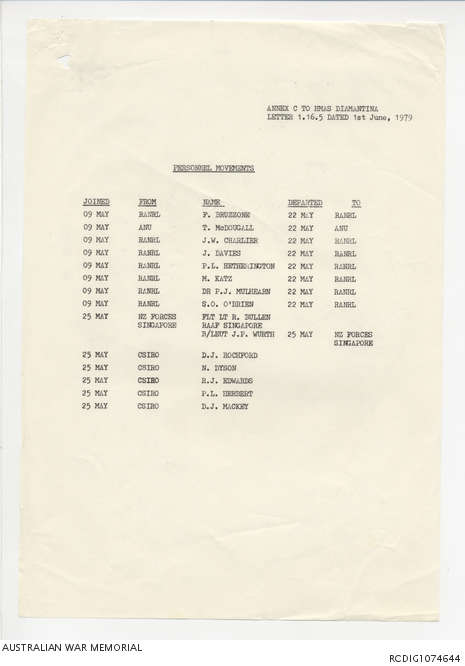 ANNEX C TO HMAS DIAMANTINA
LETTER 1.16.5 DATED 1st June, 1979
PERSONNEL MOVEMENTS
JOINED FROM NAME DEPARTED TO
09 MAY RANRL F. BRUZZONE 22 MAY RANRL
09 MAY ANU T. McDOUGALL 22 MAY ANU
09 MAY RANRL J.W. CHARLIER 22 MAY RANRL
09 MAY RANRL J. DAVIES 22 MAY RANRL
09 MAY RANRL P.L. HETHERINGTON 22 MAY RANRL
09 MAY RANRL M. KATZ 22 MAY RANRL
09 MAY RANRL DR P.J. MULHEARN 22 MAY RANRL
09 MAY RANRL S.O. O'BRIEN 22 MAY RANRL
25 MAY NZ FORCES FLT LT R. BULLEN
SINGAPORE RAAF SINGAPORE
R/LEUT J.P. WURTH 25 MAY NZ FORCES
SINGAPORE
25 MAY CSIRO D.J. ROCHFORD
25 MAY CSIRO N. DYSON
25 MAY CSIRO R.J. EDWARDS
25 MAY CSIRO P.L. HERBERT
25 MAY CSIRO D.J. MACKEY
AUSTRALIAN WAR MEMORIAL RCDIG1074644